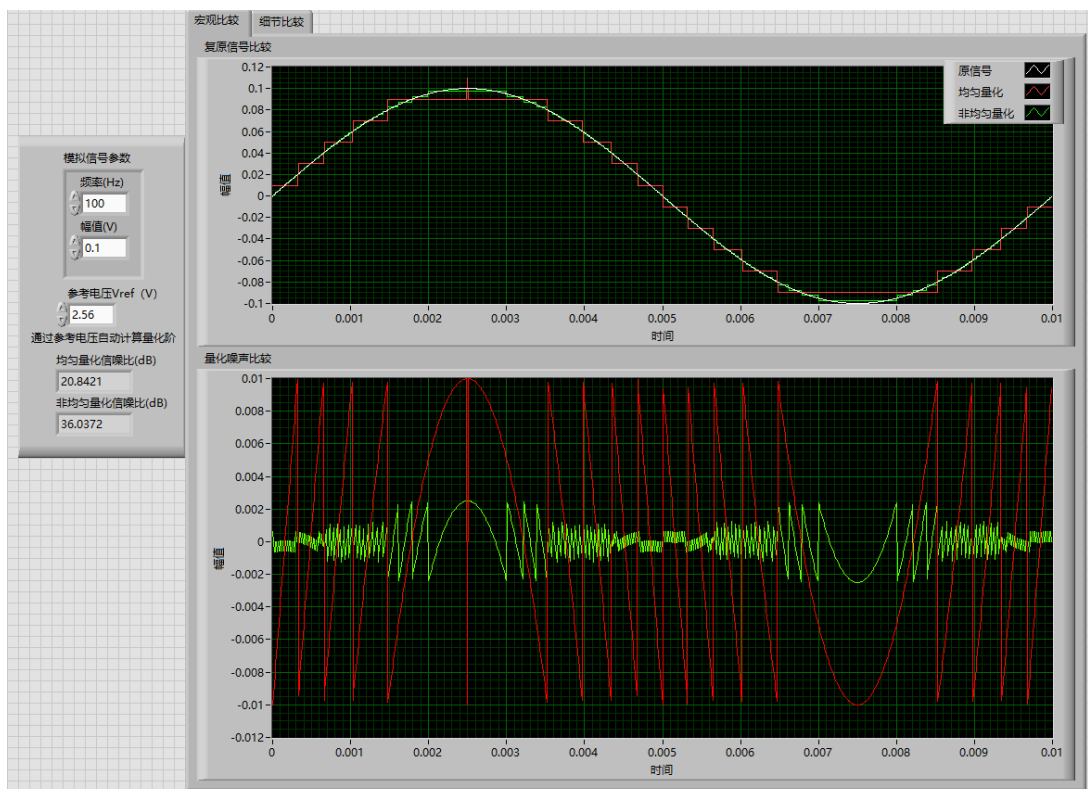 宏观比较 细节比较
复原信号比较
原信号
均匀量化
非均匀量化
0.12
0.1
0.08
0.06
0.04
0.02
0
-0.02
-0.04
-0.06
-0.08
-0.1
幅值
0 0.001 0.002 0.003 0.004 0.005 0.006 0.007 0.008 0.009 0.01
时间
模拟信号参数
频率(Hz)
100
幅值(V)
0.1
参考电压Vref（V）
2.56
通过参考电压自动计算量化阶
均匀量化信噪比(dB)
20.8421
非均匀量化信噪比(dB)
36.0372
量化噪声比较
0.01
0.008
0.006
0.004
0.002
0
-0.002
-0.004
-0.006
-0.008
-0.01
-0.012
幅值
0 0.001 0.002 0.003 0.004 0.005 0.006 0.007 0.008 0.009 0.01
时间